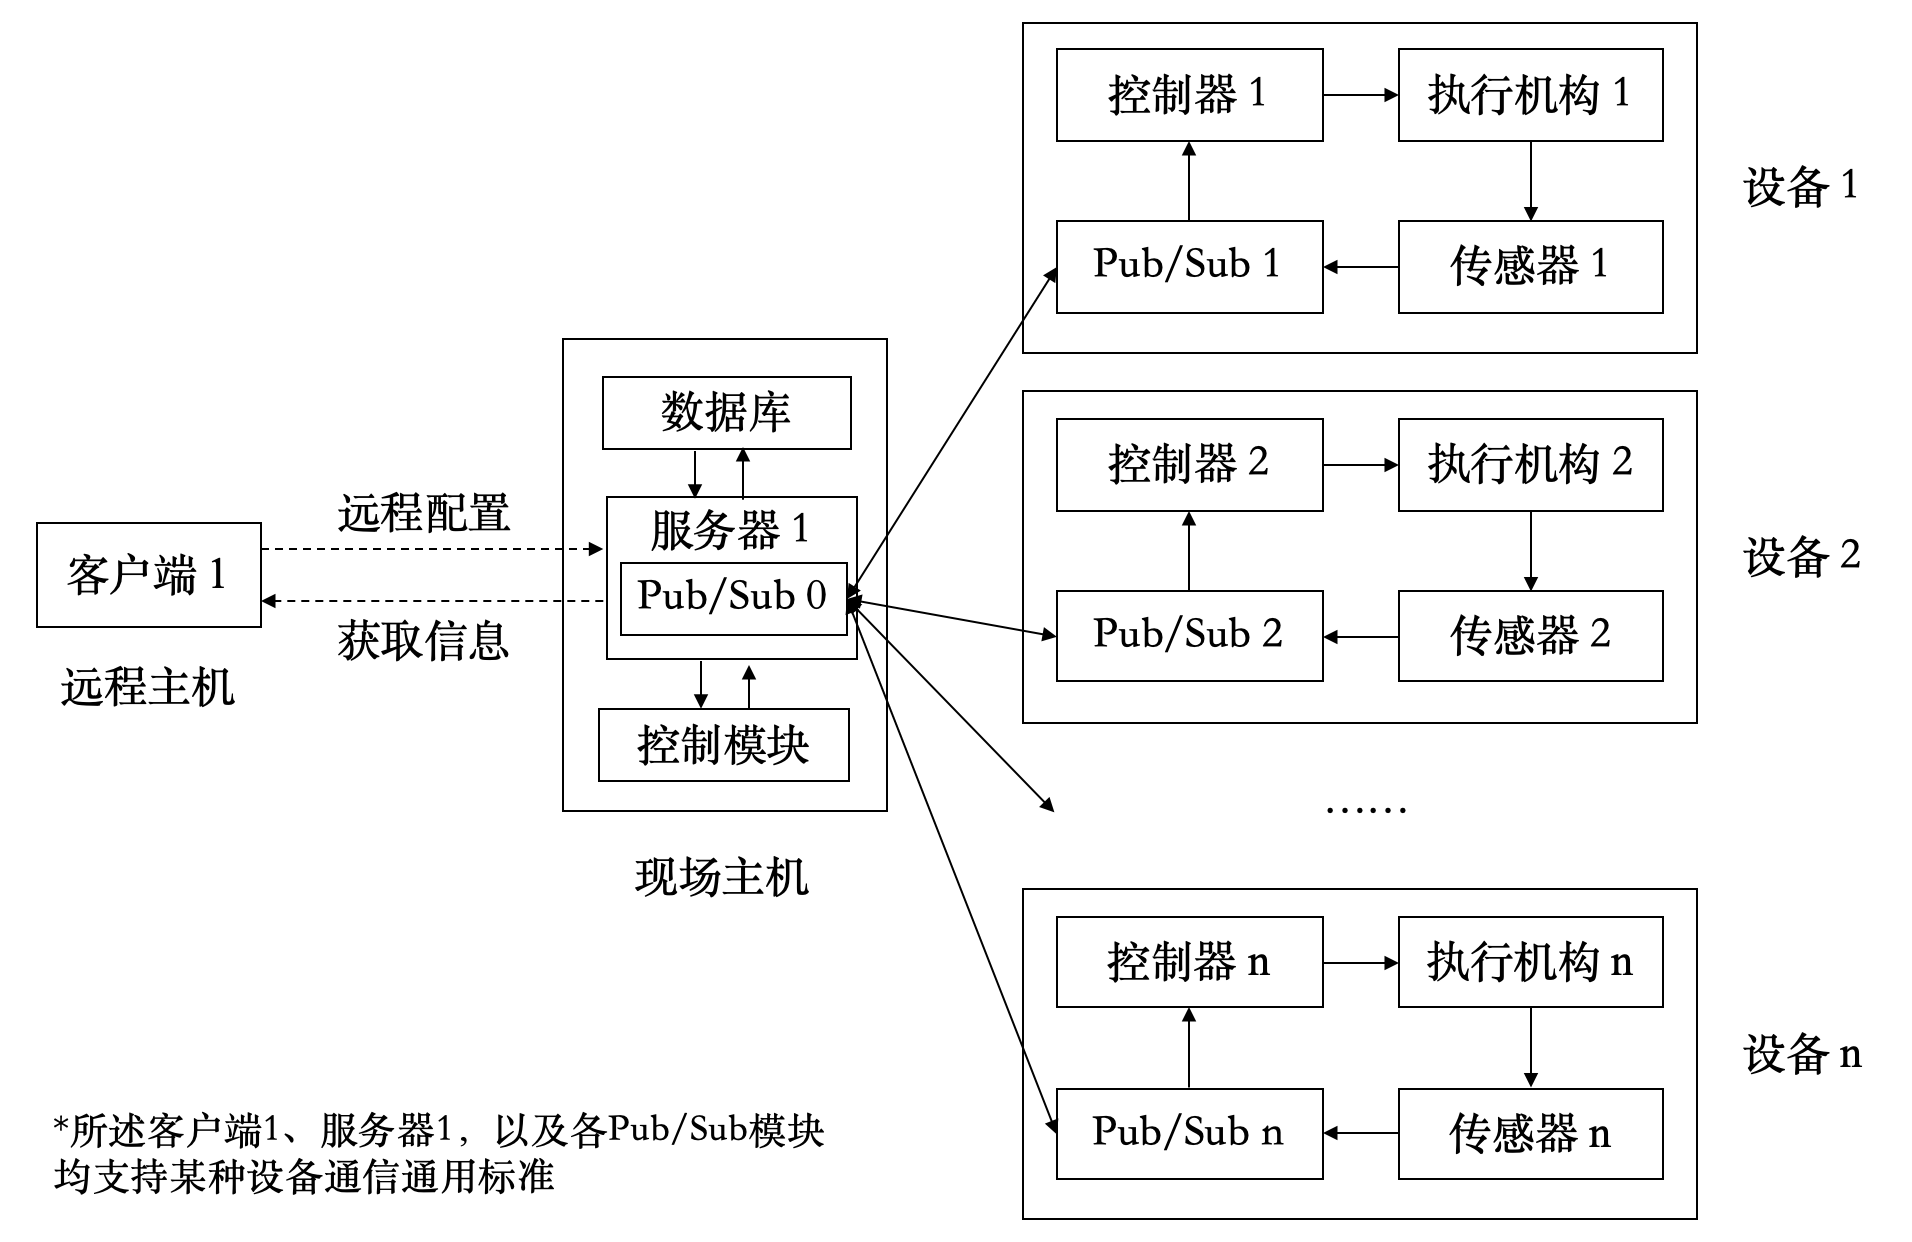 控制器 1
执行机构 1
设备 1
Pub/Sub 1
传感器 1
数据库
控制器 2
执行机构 2
远程配置
服务器 1
设备 2
客户端 1
Pub/Sub 0
获取信息
Pub/Sub 2
传感器 2
远程主机
控制模块
……
现场主机
控制器 n
执行机构 n
设备 n
Pub/Sub n
传感器 n
*所述客户端1、服务器1，以及各Pub/Sub模块
均支持某种设备通信通用标准